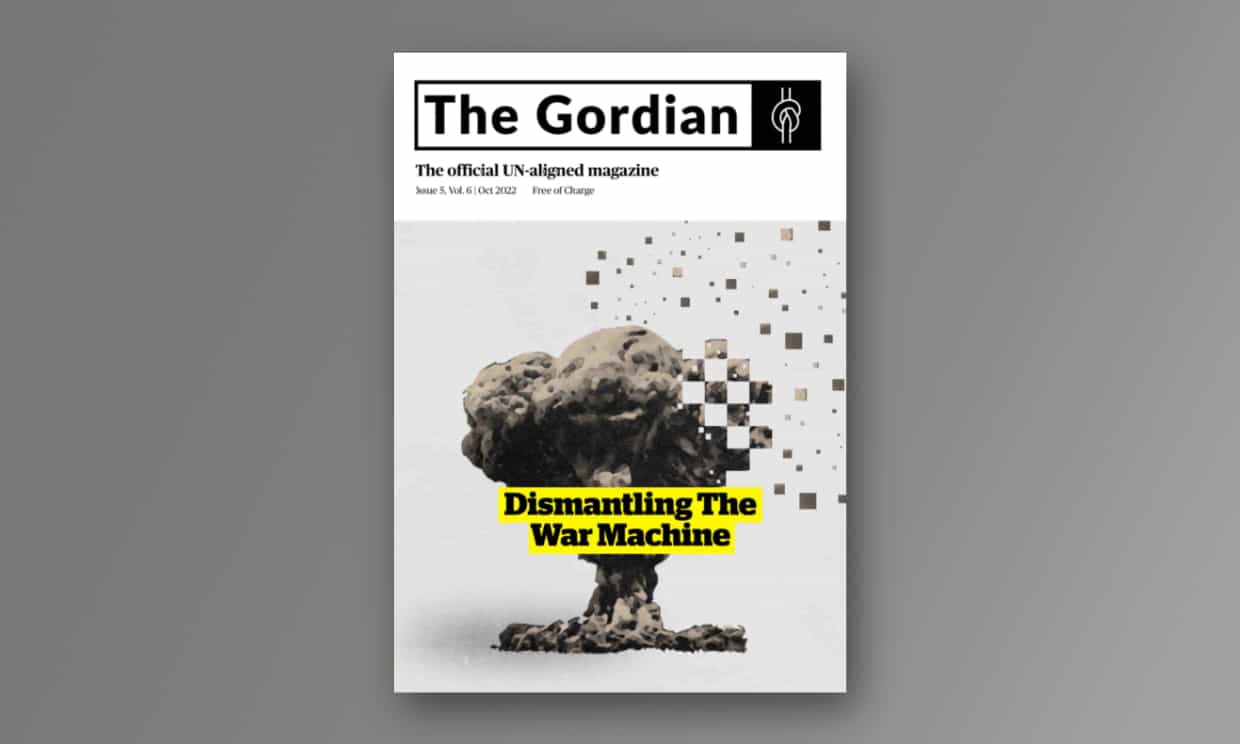 The Gordian
The official UN-aligned magazine
Issue 5, Vol. 6 | Oct 2022 Free of Charge
Dismantling The
War Machine